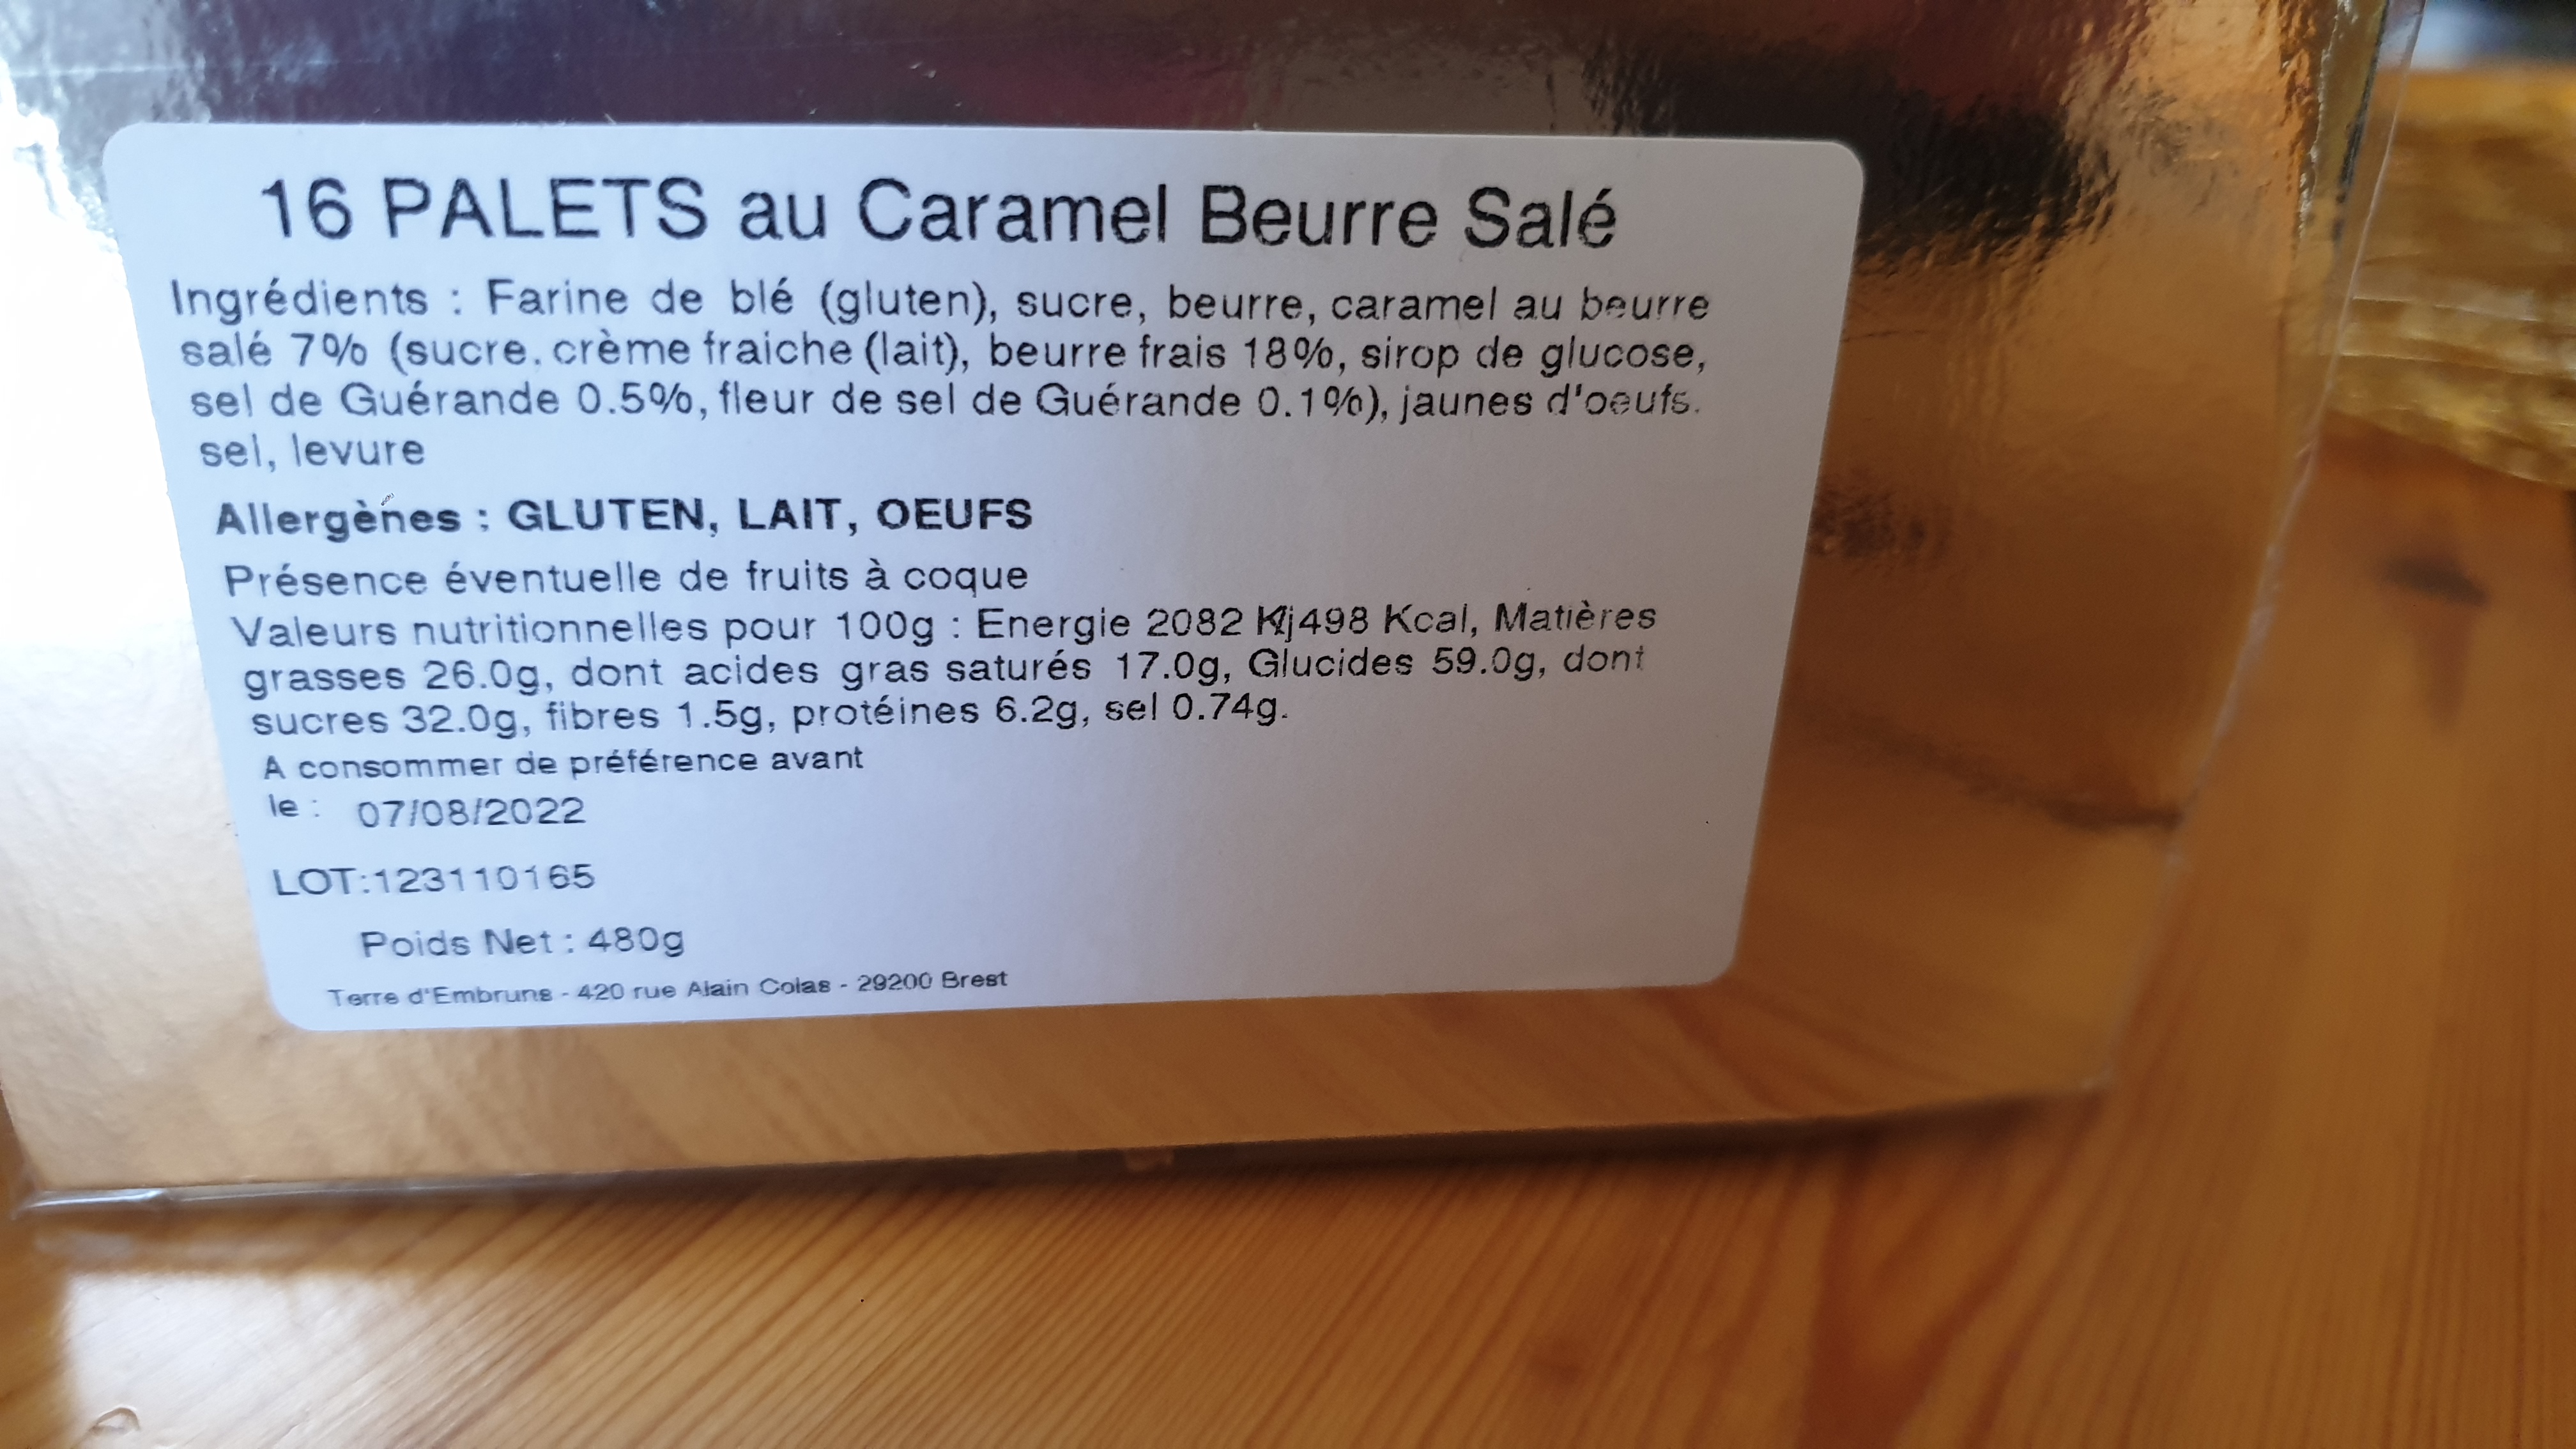 16 PALETS au Caramel Beurre Salé
Ingrédients : Farine de blé (gluten), sucre, beurre, caramel au beurre
salé 7% (sucre, crème fraiche (lait), beurre frais 18%, sirop de glucose,
sel de Guérande 0.5%, fleur de sel de Guérande 0.1%), jaunes d'oeufs,
sel, levure
Allergènes : GLUTEN, LAIT, OEUFS
Présence éventuelle de fruits à coque
Valeurs nutritionnelles pour 100g : Energie 2082 Kj498 Kcal, Matières
grasses 26.0g, dont acides gras saturés 17.0g, Glucides 59.0g, dont
sucres 32.0g, fibres 1.5g, protéines 6.2g, sel 0.74g.
A consommer de préférence avant
le : 07/08/2022
LOT:123110165
Poids Net : 480g
Terre d'Embruns - 420 rue Alain Colas - 29200 Brest